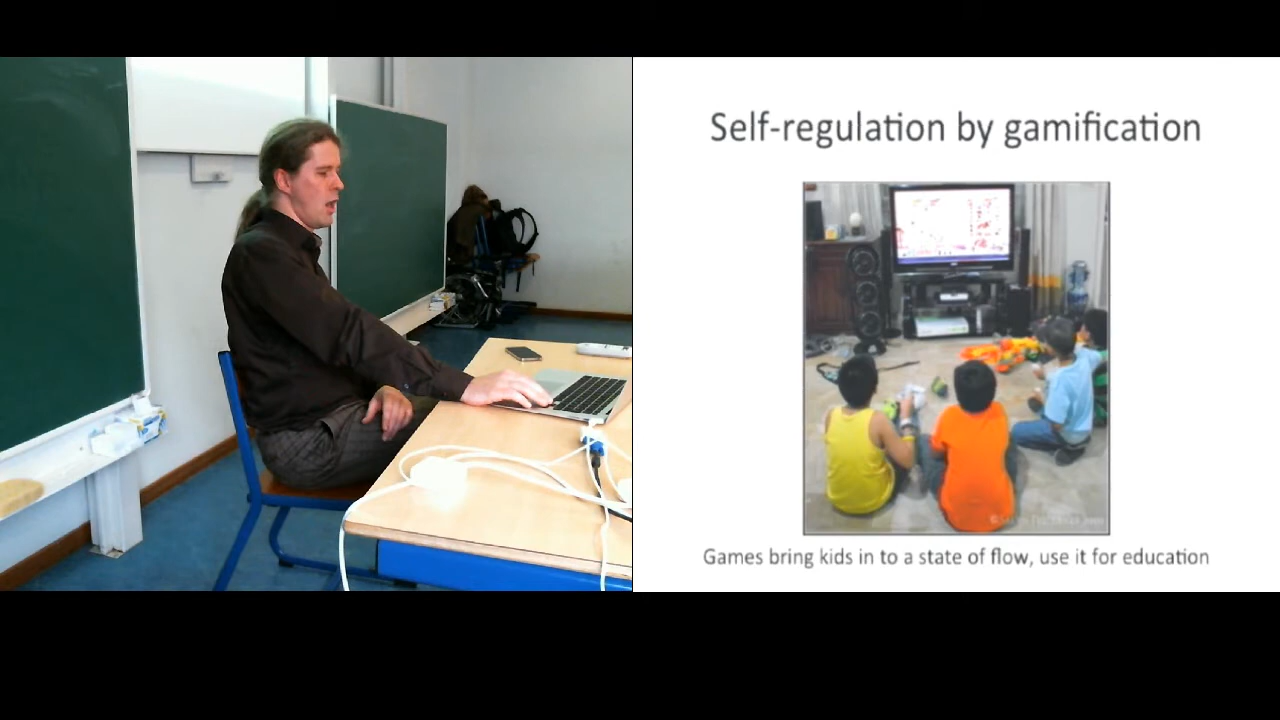 Self-regulation by gamification
Games bring kids in to a state of flow, use it for education